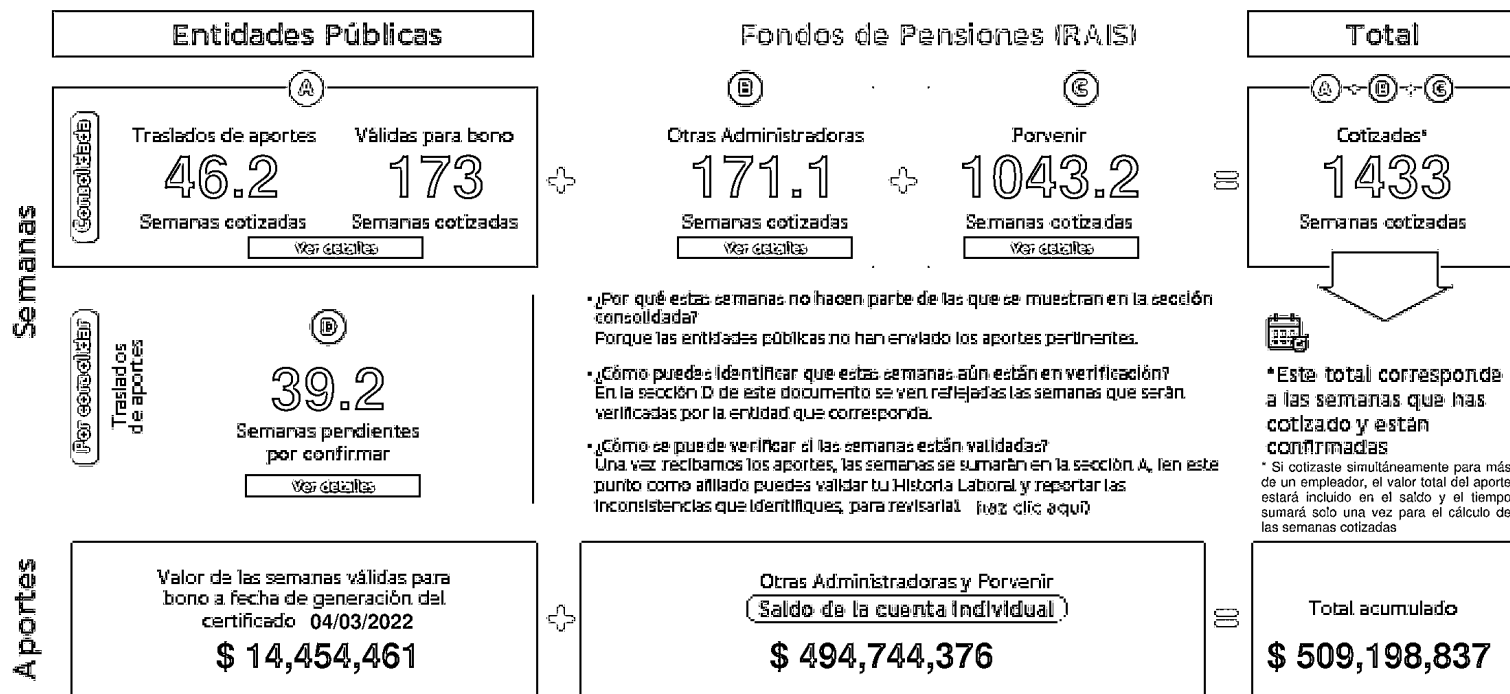 Entidades Públicas
Fondos de Pensiones (RAIS)
Total
A
B
C
A + B + C
Semanas
Consolidada
Traslados de aportes
46.2
Semanas cotizadas
Válidas para bono
173
Semanas cotizadas
Ver detalles
+
Otras Administradoras
171.1
Semanas cotizadas
Ver detalles
+
Porvenir
1043.2
Semanas cotizadas
Ver detalles
=
Cotizadas*
1433
Semanas cotizadas
Por consolidar
Traslados
de aportes
D
39.2
Semanas pendientes
por confirmar
Ver detalles
• ¿Por qué estas semanas no hacen parte de las que se muestran en la sección
consolidada?
Porque las entidades públicas no han enviado los aportes pertinentes.
• ¿Cómo puedes identificar que estas semanas aún están en verificación?
En la sección D de este documento se ven reflejadas las semanas que serán
verificadas por la entidad que corresponda.
• ¿Cómo se puede verificar si las semanas están validadas?
Una vez recibamos los aportes, las semanas se sumarán en la sección A, (en este
punto como afiliado puedes validar tu Historia Laboral y reportar las
inconsistencias que identifiques, para revisarla haz clic aquí)
*Este total corresponde
a las semanas que has
cotizado y están
confirmadas
* Si cotizaste simultáneamente para más
de un empleador, el valor total del aporte
estará incluido en el saldo y el tiempo
sumará solo una vez para el cálculo de
las semanas cotizadas
Aportes
Valor de las semanas válidas para
bono a fecha de generación del
certificado 04/03/2022
$ 14,454,461
+
Otras Administradoras y Porvenir
Saldo de la cuenta individual
$ 494,744,376
=
Total acumulado
$ 509,198,837